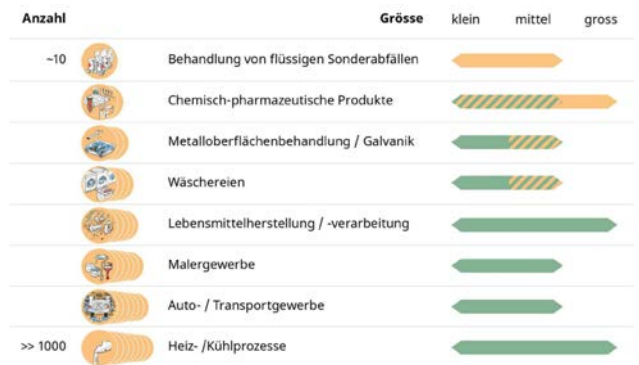 Anzahl Grösse klein mittel gross
~10 Behandlung von flüssigen Sonderabfällen
Chemisch-pharmazeutische Produkte
Metalloberflächenbehandlung / Galvanik
Wäschereien
Lebensmittelherstellung / -verarbeitung
Malergewerbe
Auto- / Transportgewerbe
>> 1000 Heiz- /Kühlprozesse